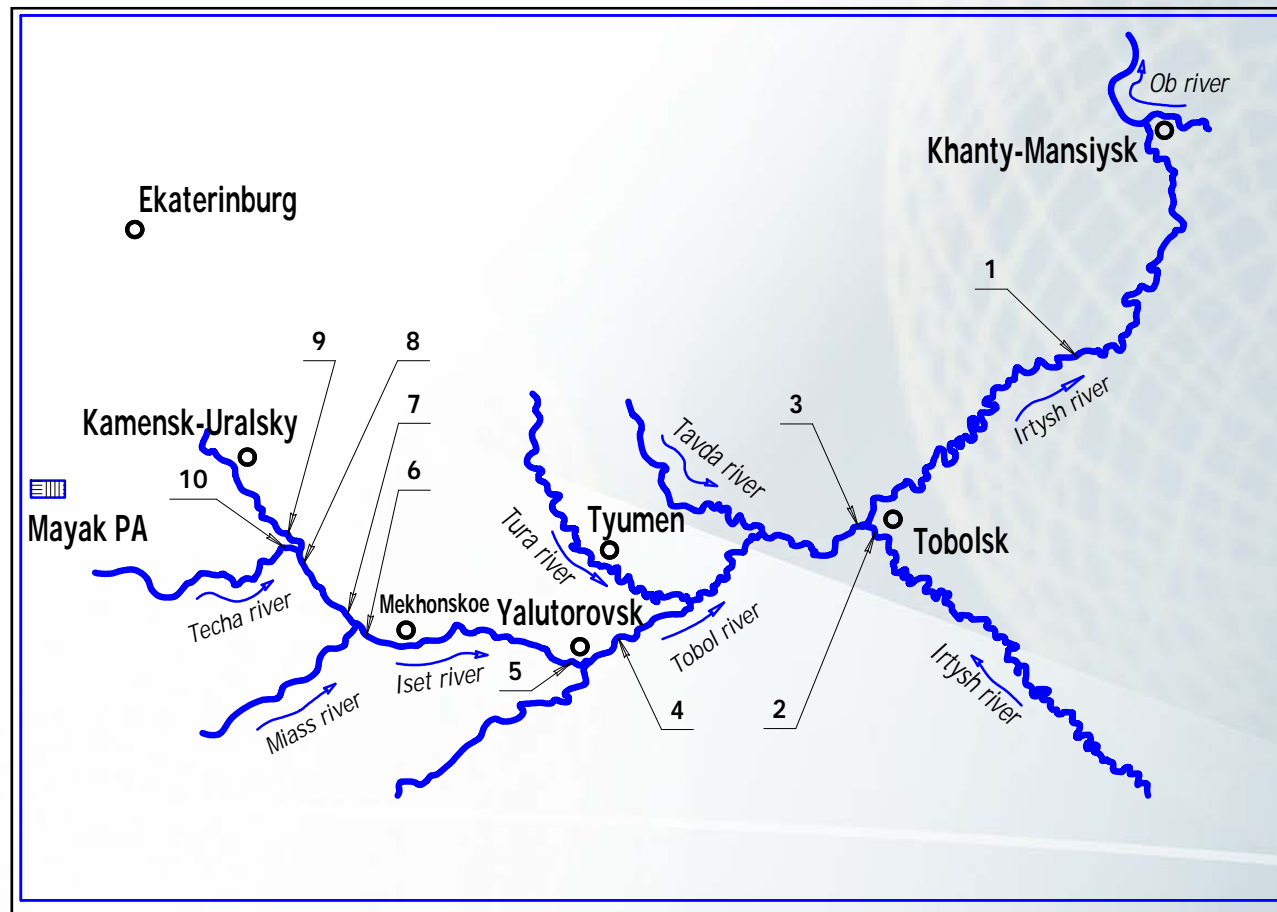 Ob river
Khanty-Mansiysk
Ekaterinburg
1
9
8
Kamensk-Uralsky
7
3
10
6
Tavda river
Irtysh river
Mayak PA
Tura river
Tyumen
Tobolsk
Techa river
Mekhonskoe
Yalutorovsk
Tobol river
Iset river
5
4
2
Irtysh river
Miass river